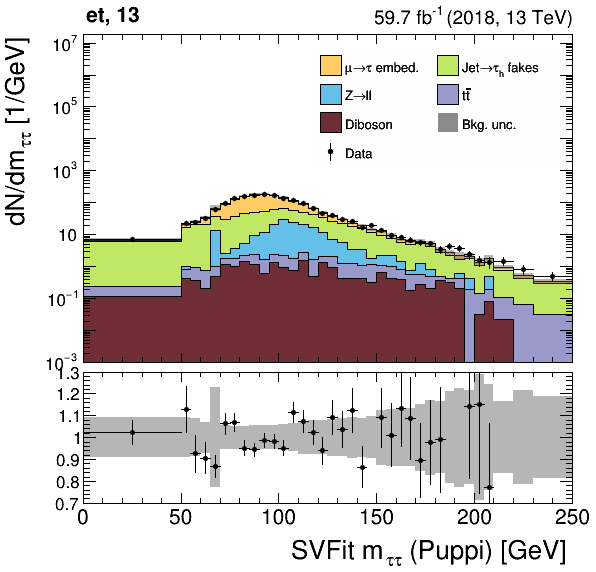 et, 13
59.7 fb⁻¹ (2018, 13 TeV)
dN/dm_ττ [1/GeV]
10⁷
10⁵
10³
10
10⁻¹
10⁻³
μ→τ embed.
Jet→τ_h fakes
Z→ll
tt̄
Diboson
Bkg. unc.
Data
1.3
1.2
1.1
1
0.9
0.8
0.7
0 50 100 150 200 250
SVFit m_ττ (Puppi) [GeV]